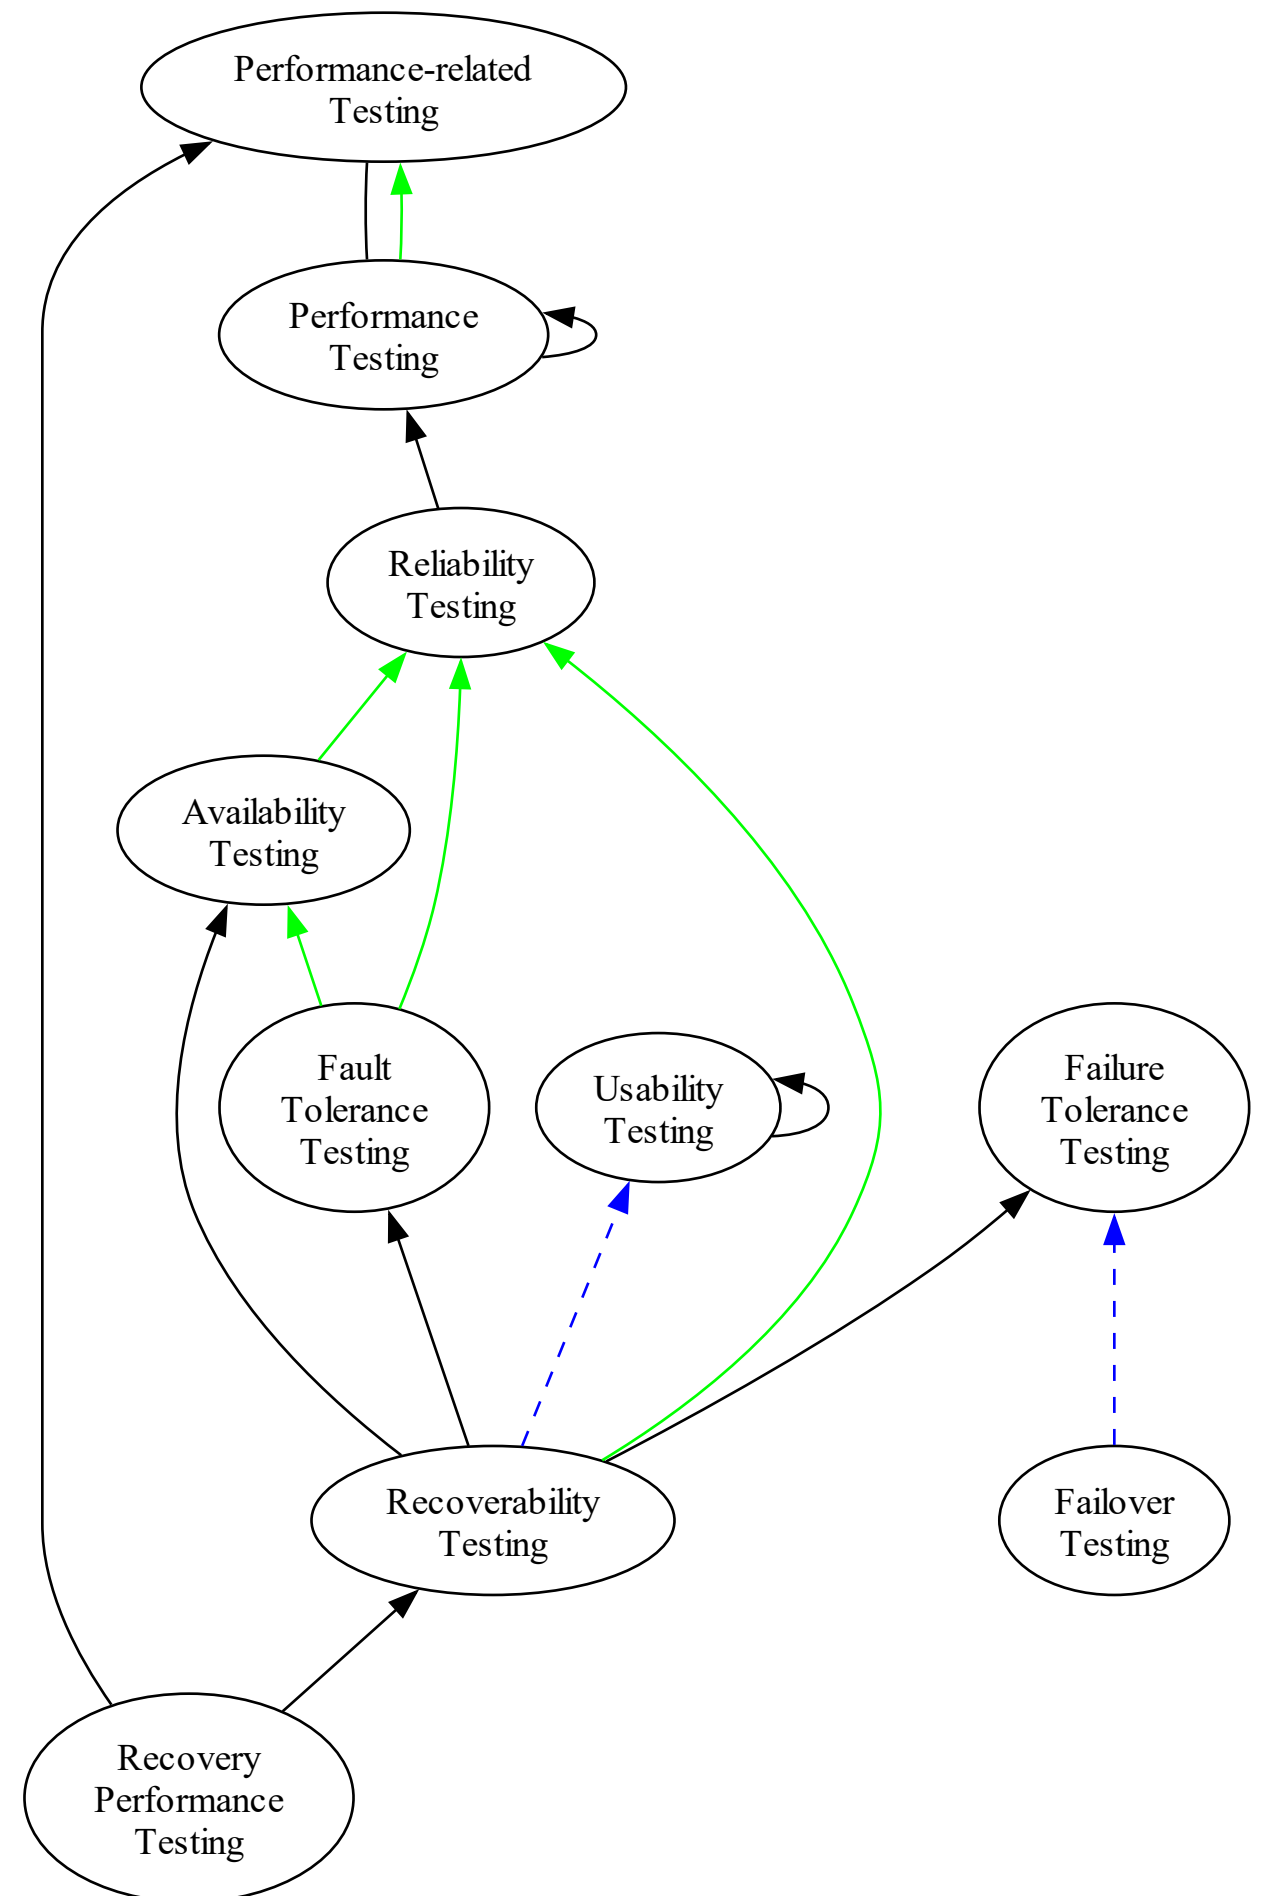 Performance-related
Testing
Performance
Testing
Reliability
Testing
Availability
Testing
Fault
Tolerance
Testing
Usability
Testing
Failure
Tolerance
Testing
Recoverability
Testing
Failover
Testing
Recovery
Performance
Testing